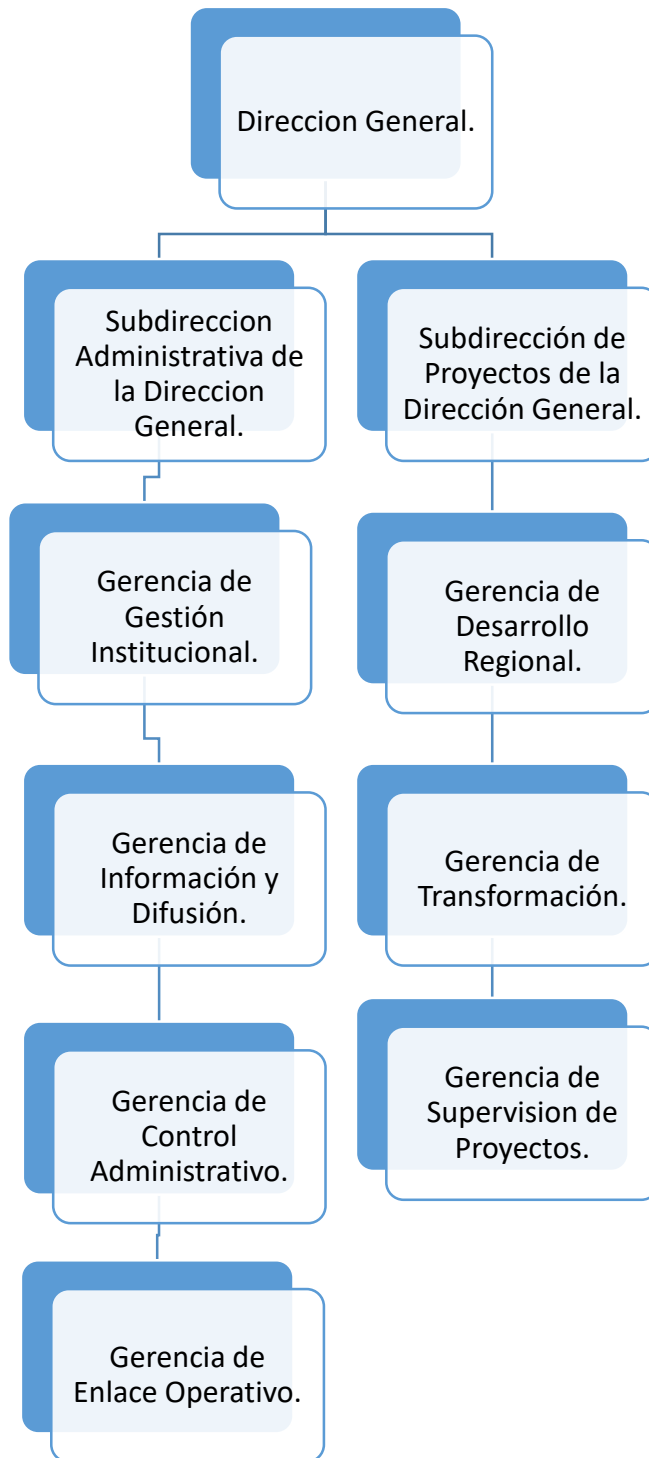 Direccion General.
Subdireccion
Administrativa de
la Direccion
General.
Subdirección de
Proyectos de la
Dirección General.
Gerencia de
Gestión
Institucional.
Gerencia de
Desarrollo
Regional.
Gerencia de
Información y
Difusión.
Gerencia de
Transformación.
Gerencia de
Control
Administrativo.
Gerencia de
Supervision de
Proyectos.
Gerencia de
Enlace Operativo.